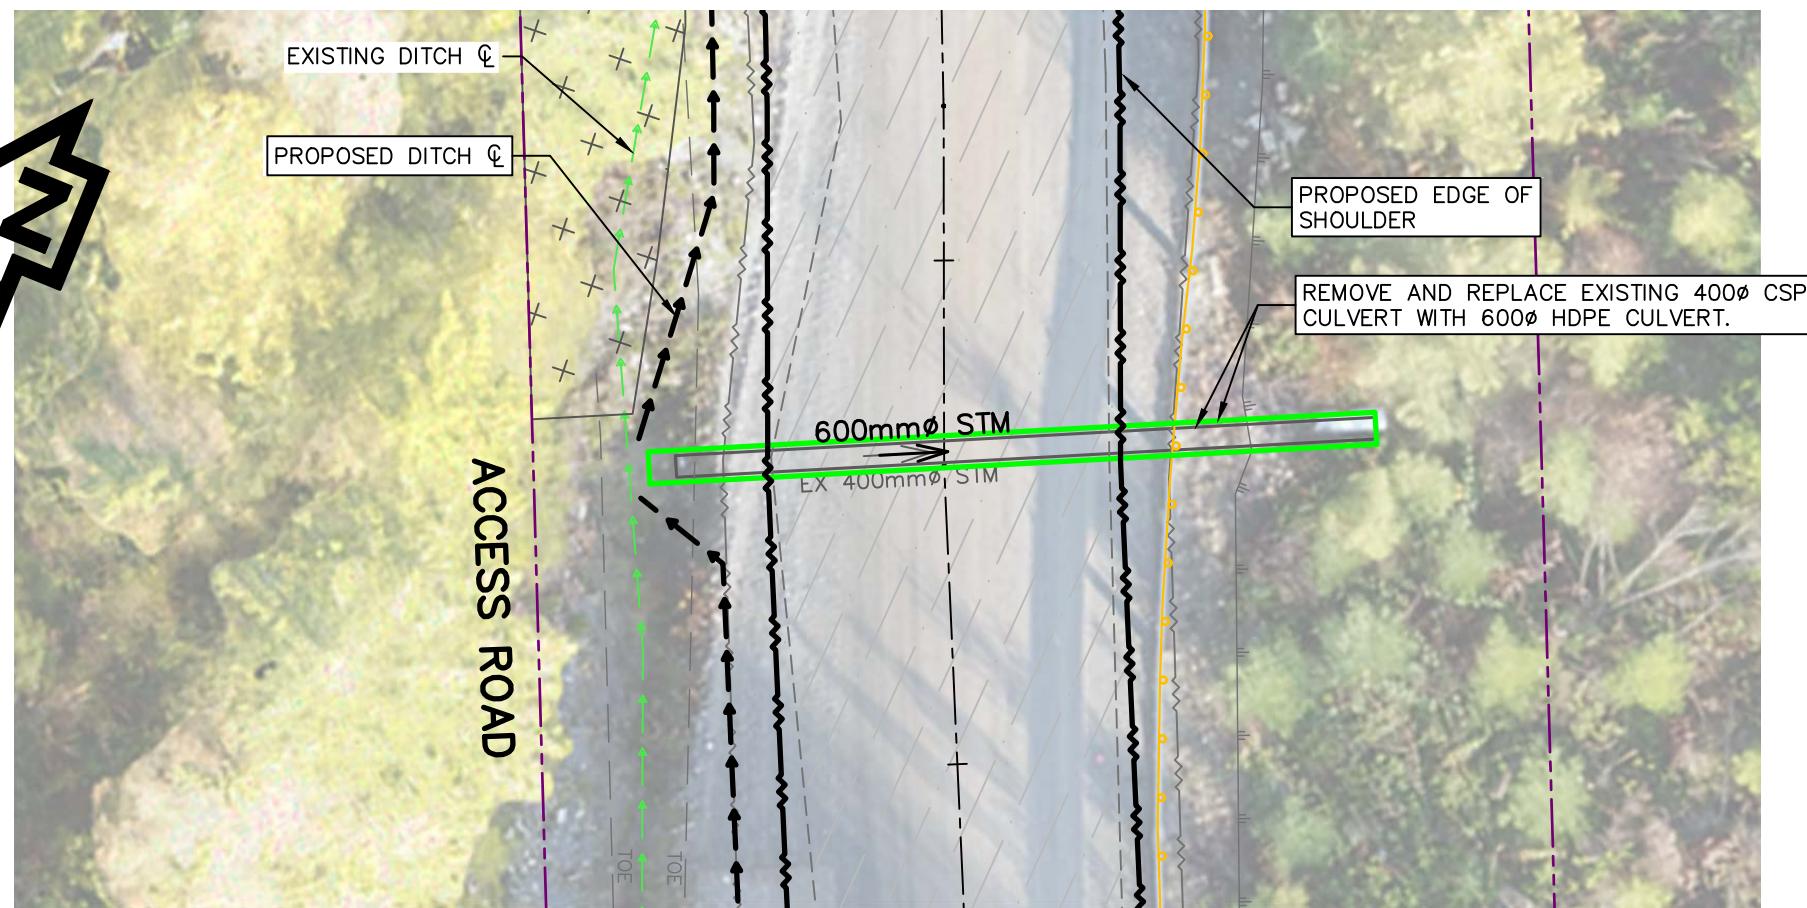 EXISTING DITCH ℄
PROPOSED DITCH ℄
N
PROPOSED EDGE OF
SHOULDER
REMOVE AND REPLACE EXISTING 400ø CSP
CULVERT WITH 600ø HDPE CULVERT.
600mmø STM
EX 400mmø STM
ACCESS ROAD
TOE
TOE